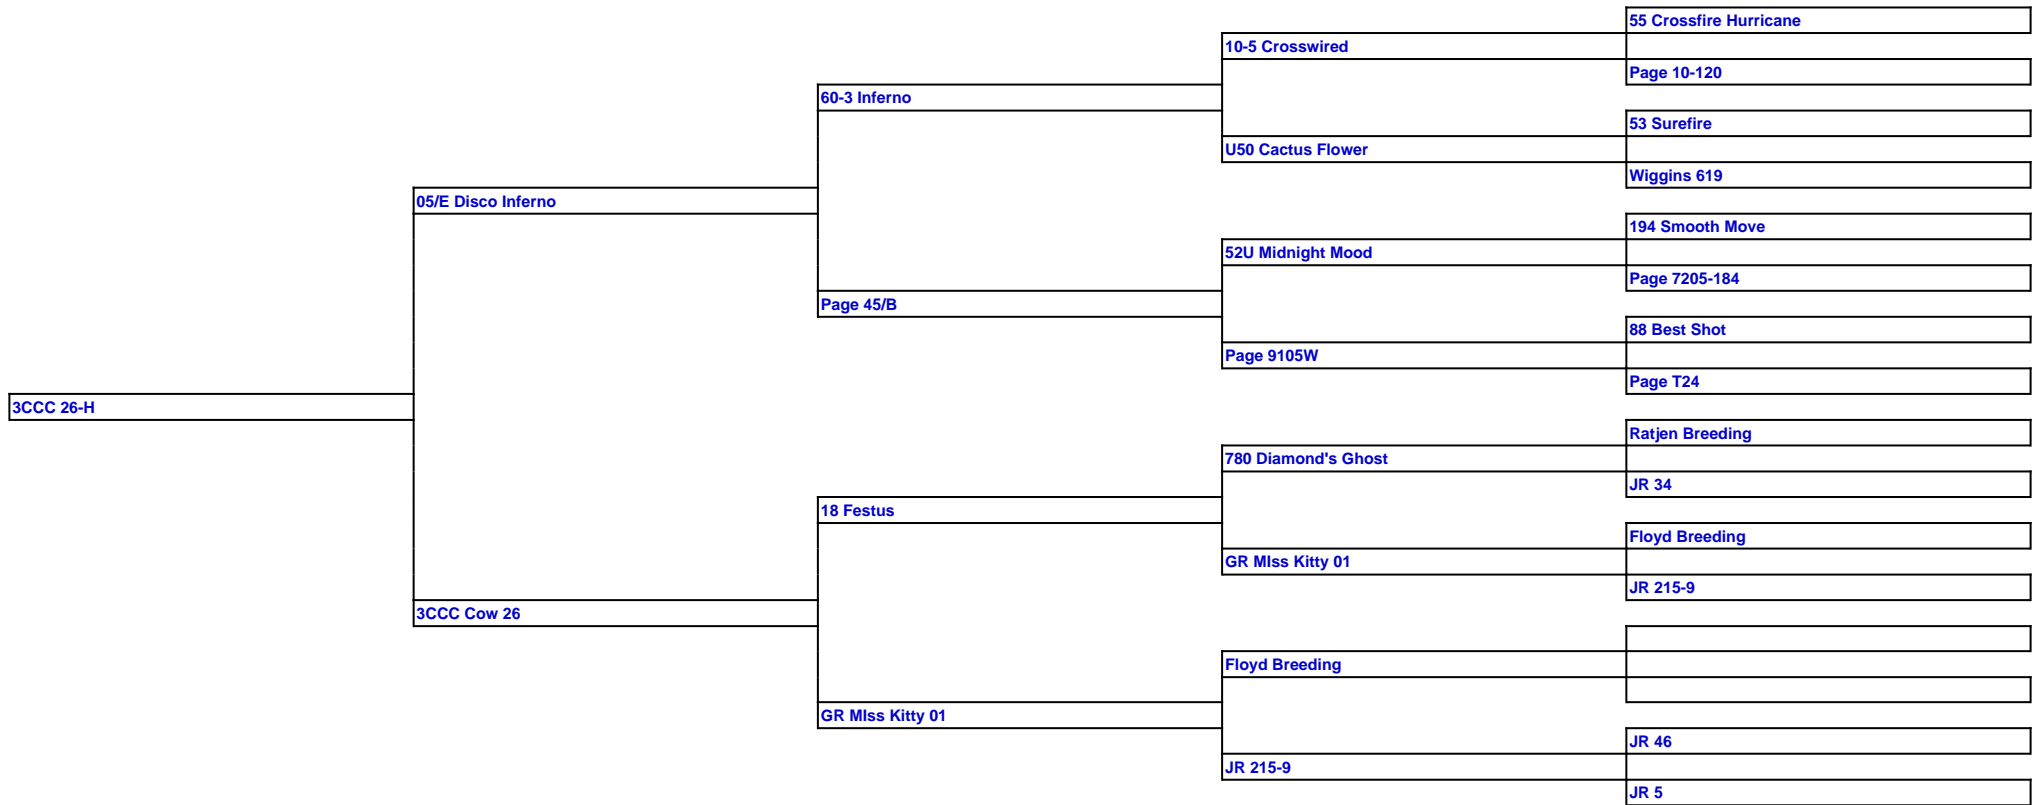 55 Crossfire Hurricane
10-5 Crosswired
Page 10-120
60-3 Inferno
53 Surefire
U50 Cactus Flower
Wiggins 619
05/E Disco Inferno
194 Smooth Move
52U Midnight Mood
Page 7205-184
Page 45/B
88 Best Shot
Page 9105W
Page T24
3CCC 26-H
Ratjen Breeding
780 Diamond's Ghost
JR 34
18 Festus
Floyd Breeding
GR MIss Kitty 01
JR 215-9
3CCC Cow 26
Floyd Breeding
GR MIss Kitty 01
JR 46
JR 215-9
JR 5